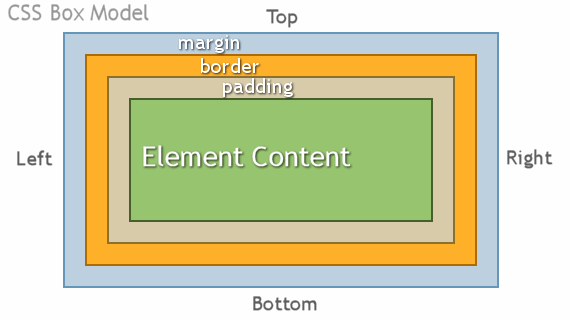 CSS Box Model
Top
margin
border
padding
Left
Element Content
Right
Bottom